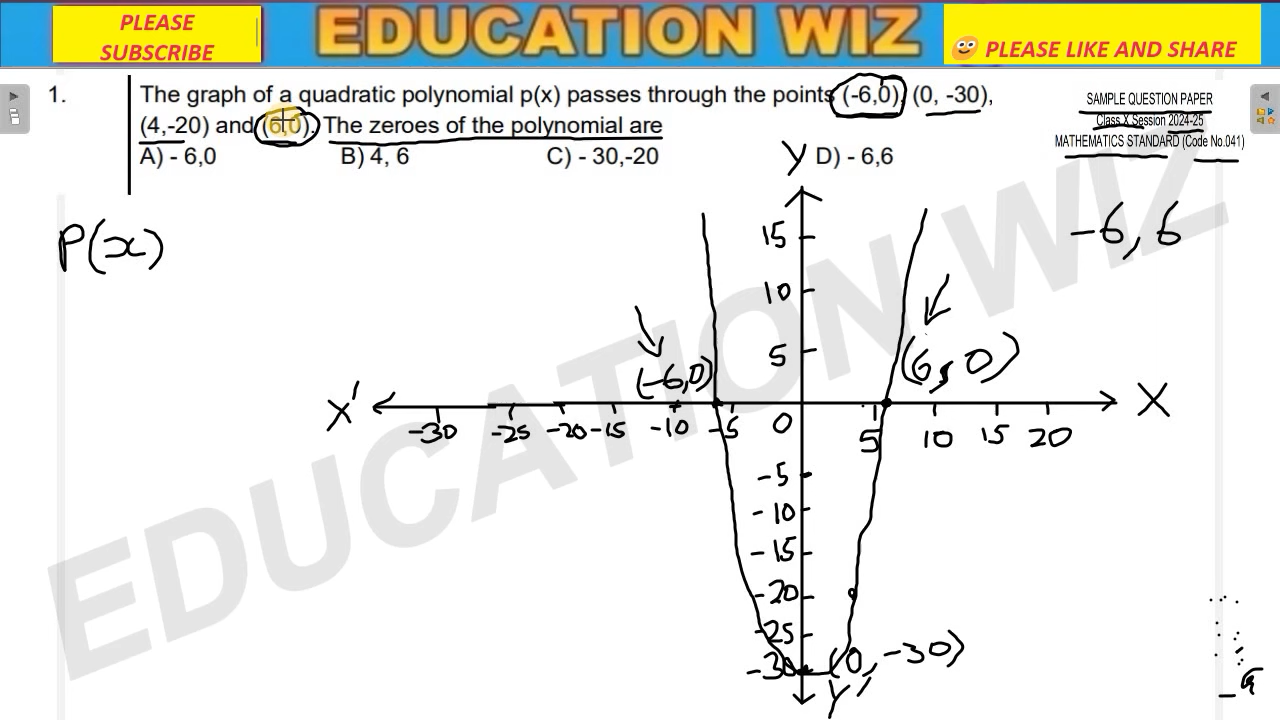 PLEASE
SUBSCRIBE
EDUCATION WIZ
PLEASE LIKE AND SHARE
1.
The graph of a quadratic polynomial p(x) passes through the points (-6,0), (0, -30),
(4,-20) and (6,0). The zeroes of the polynomial are
A) - 6,0 B) 4, 6 C) - 30,-20 D) - 6,6
SAMPLE QUESTION PAPER
Class X Session 2024-25
MATHEMATICS STANDARD (Code No.041)
P(x)
-6, 6
Y
15
10
5
(-6,0)
(6, 0)
X' X
-30 -25 -20 -15 -10 -5 0 5 10 15 20
-5
-10
-15
-20
-25
-30 (0, -30)
Y'
EDUCATION WIZ